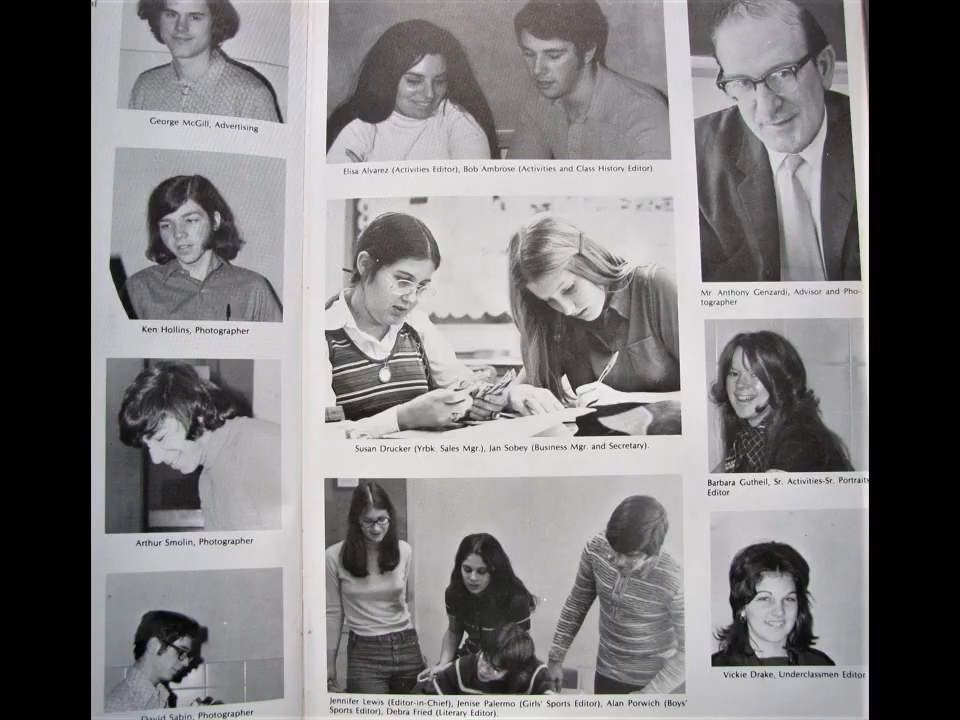 George McGill, Advertising
Ken Hollins, Photographer
Arthur Smolin, Photographer
David Sabin, Photographer
Elisa Alvarez (Activities Editor), Bob Ambrose (Activities and Class History Editor).
Susan Drucker (Yrbk. Sales Mgr.), Jan Sobey (Business Mgr. and Secretary).
Jennifer Lewis (Editor-in-Chief), Jenise Palermo (Girls' Sports Editor), Alan Porwich (Boys'
Sports Editor), Debra Fried (Literary Editor).
Mr. Anthony Genzardi, Advisor and Pho-
tographer
Barbara Gutheil, Sr. Activities-Sr. Portraits
Editor
Vickie Drake, Underclassmen Editor